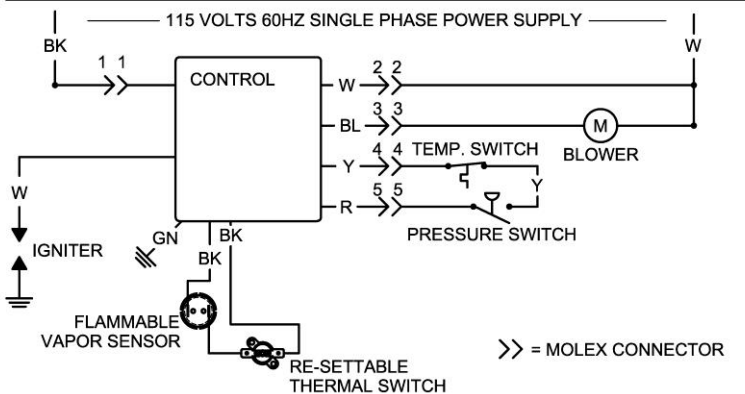 115 VOLTS 60HZ SINGLE PHASE POWER SUPPLY
BK
W
1 1
CONTROL
W
2 2
BL
3 3
M
BLOWER
Y
4 4
TEMP. SWITCH
Y
R
5 5
PRESSURE SWITCH
W
IGNITER
GN
BK
BK
FLAMMABLE
VAPOR SENSOR
RE-SETTABLE
THERMAL SWITCH
= MOLEX CONNECTOR